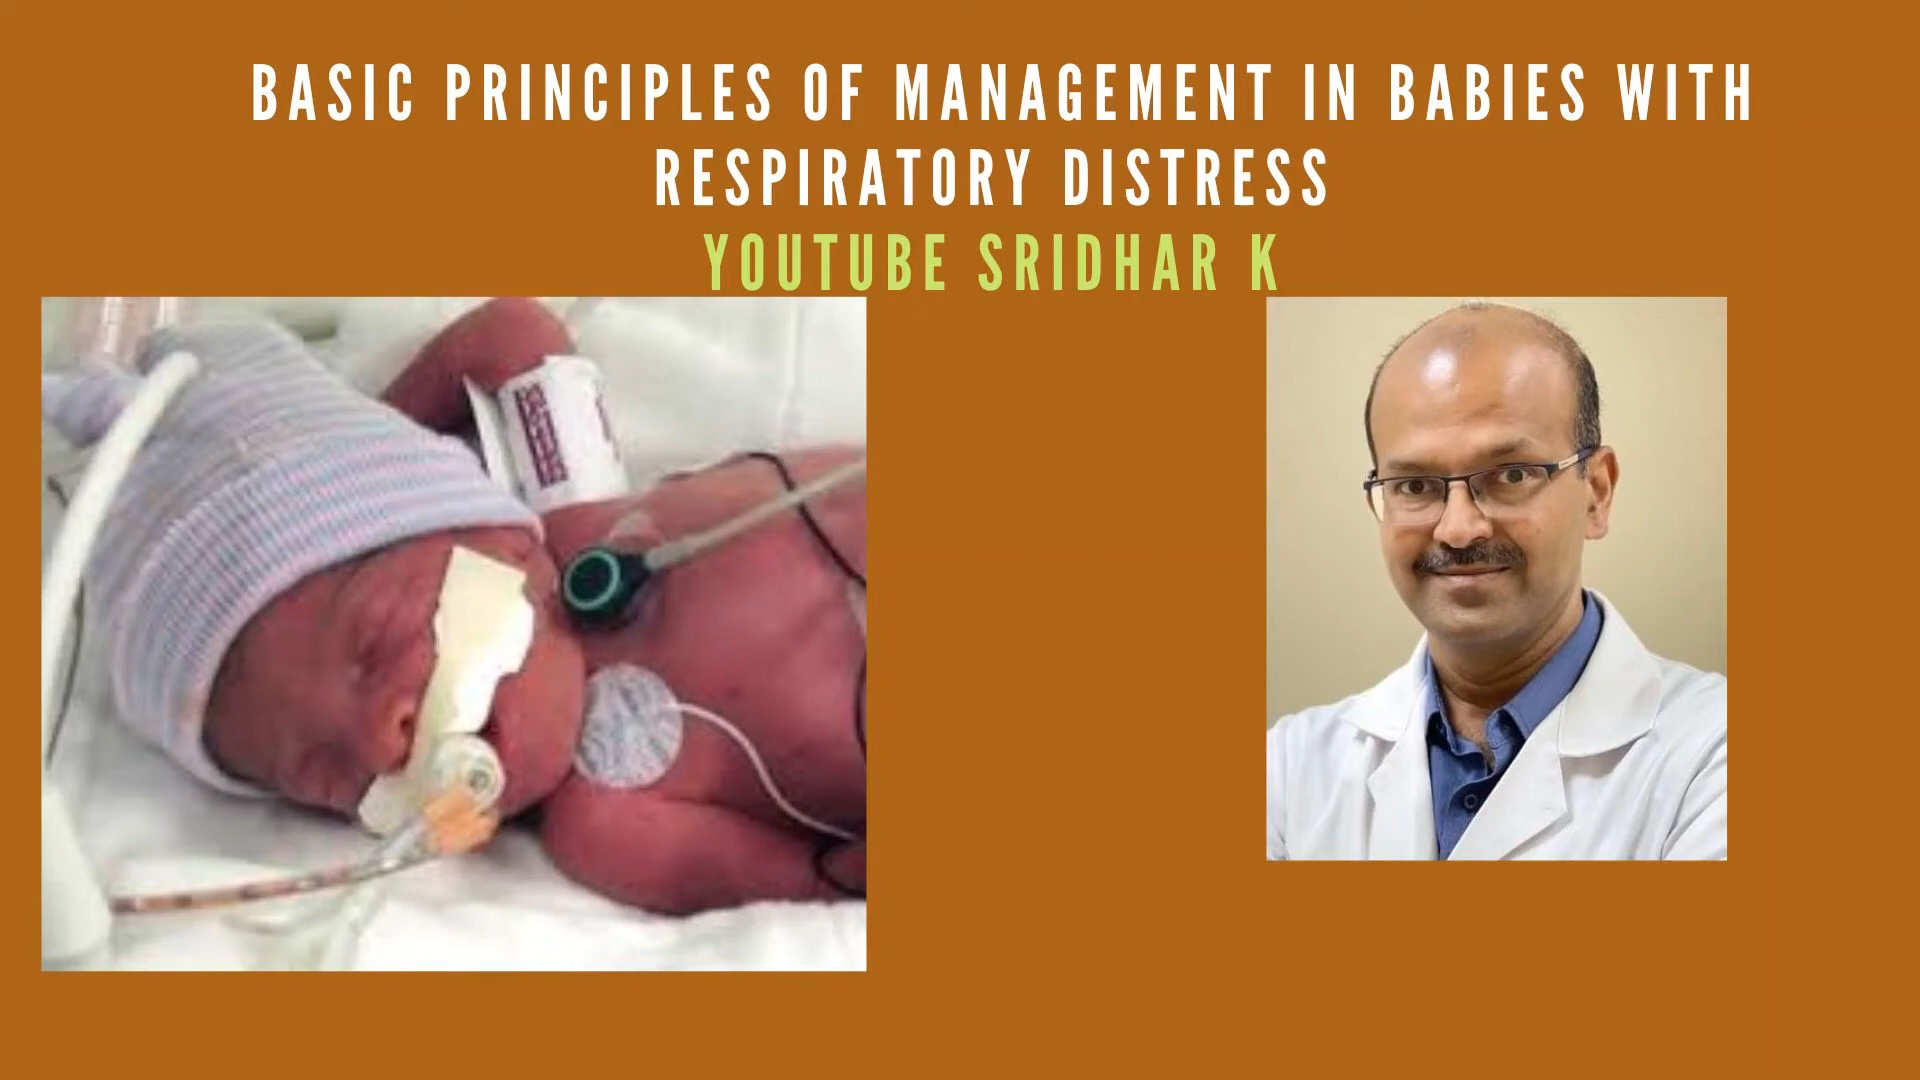 BASIC PRINCIPLES OF MANAGEMENT IN BABIES WITH
RESPIRATORY DISTRESS
YOUTUBE SRIDHAR K